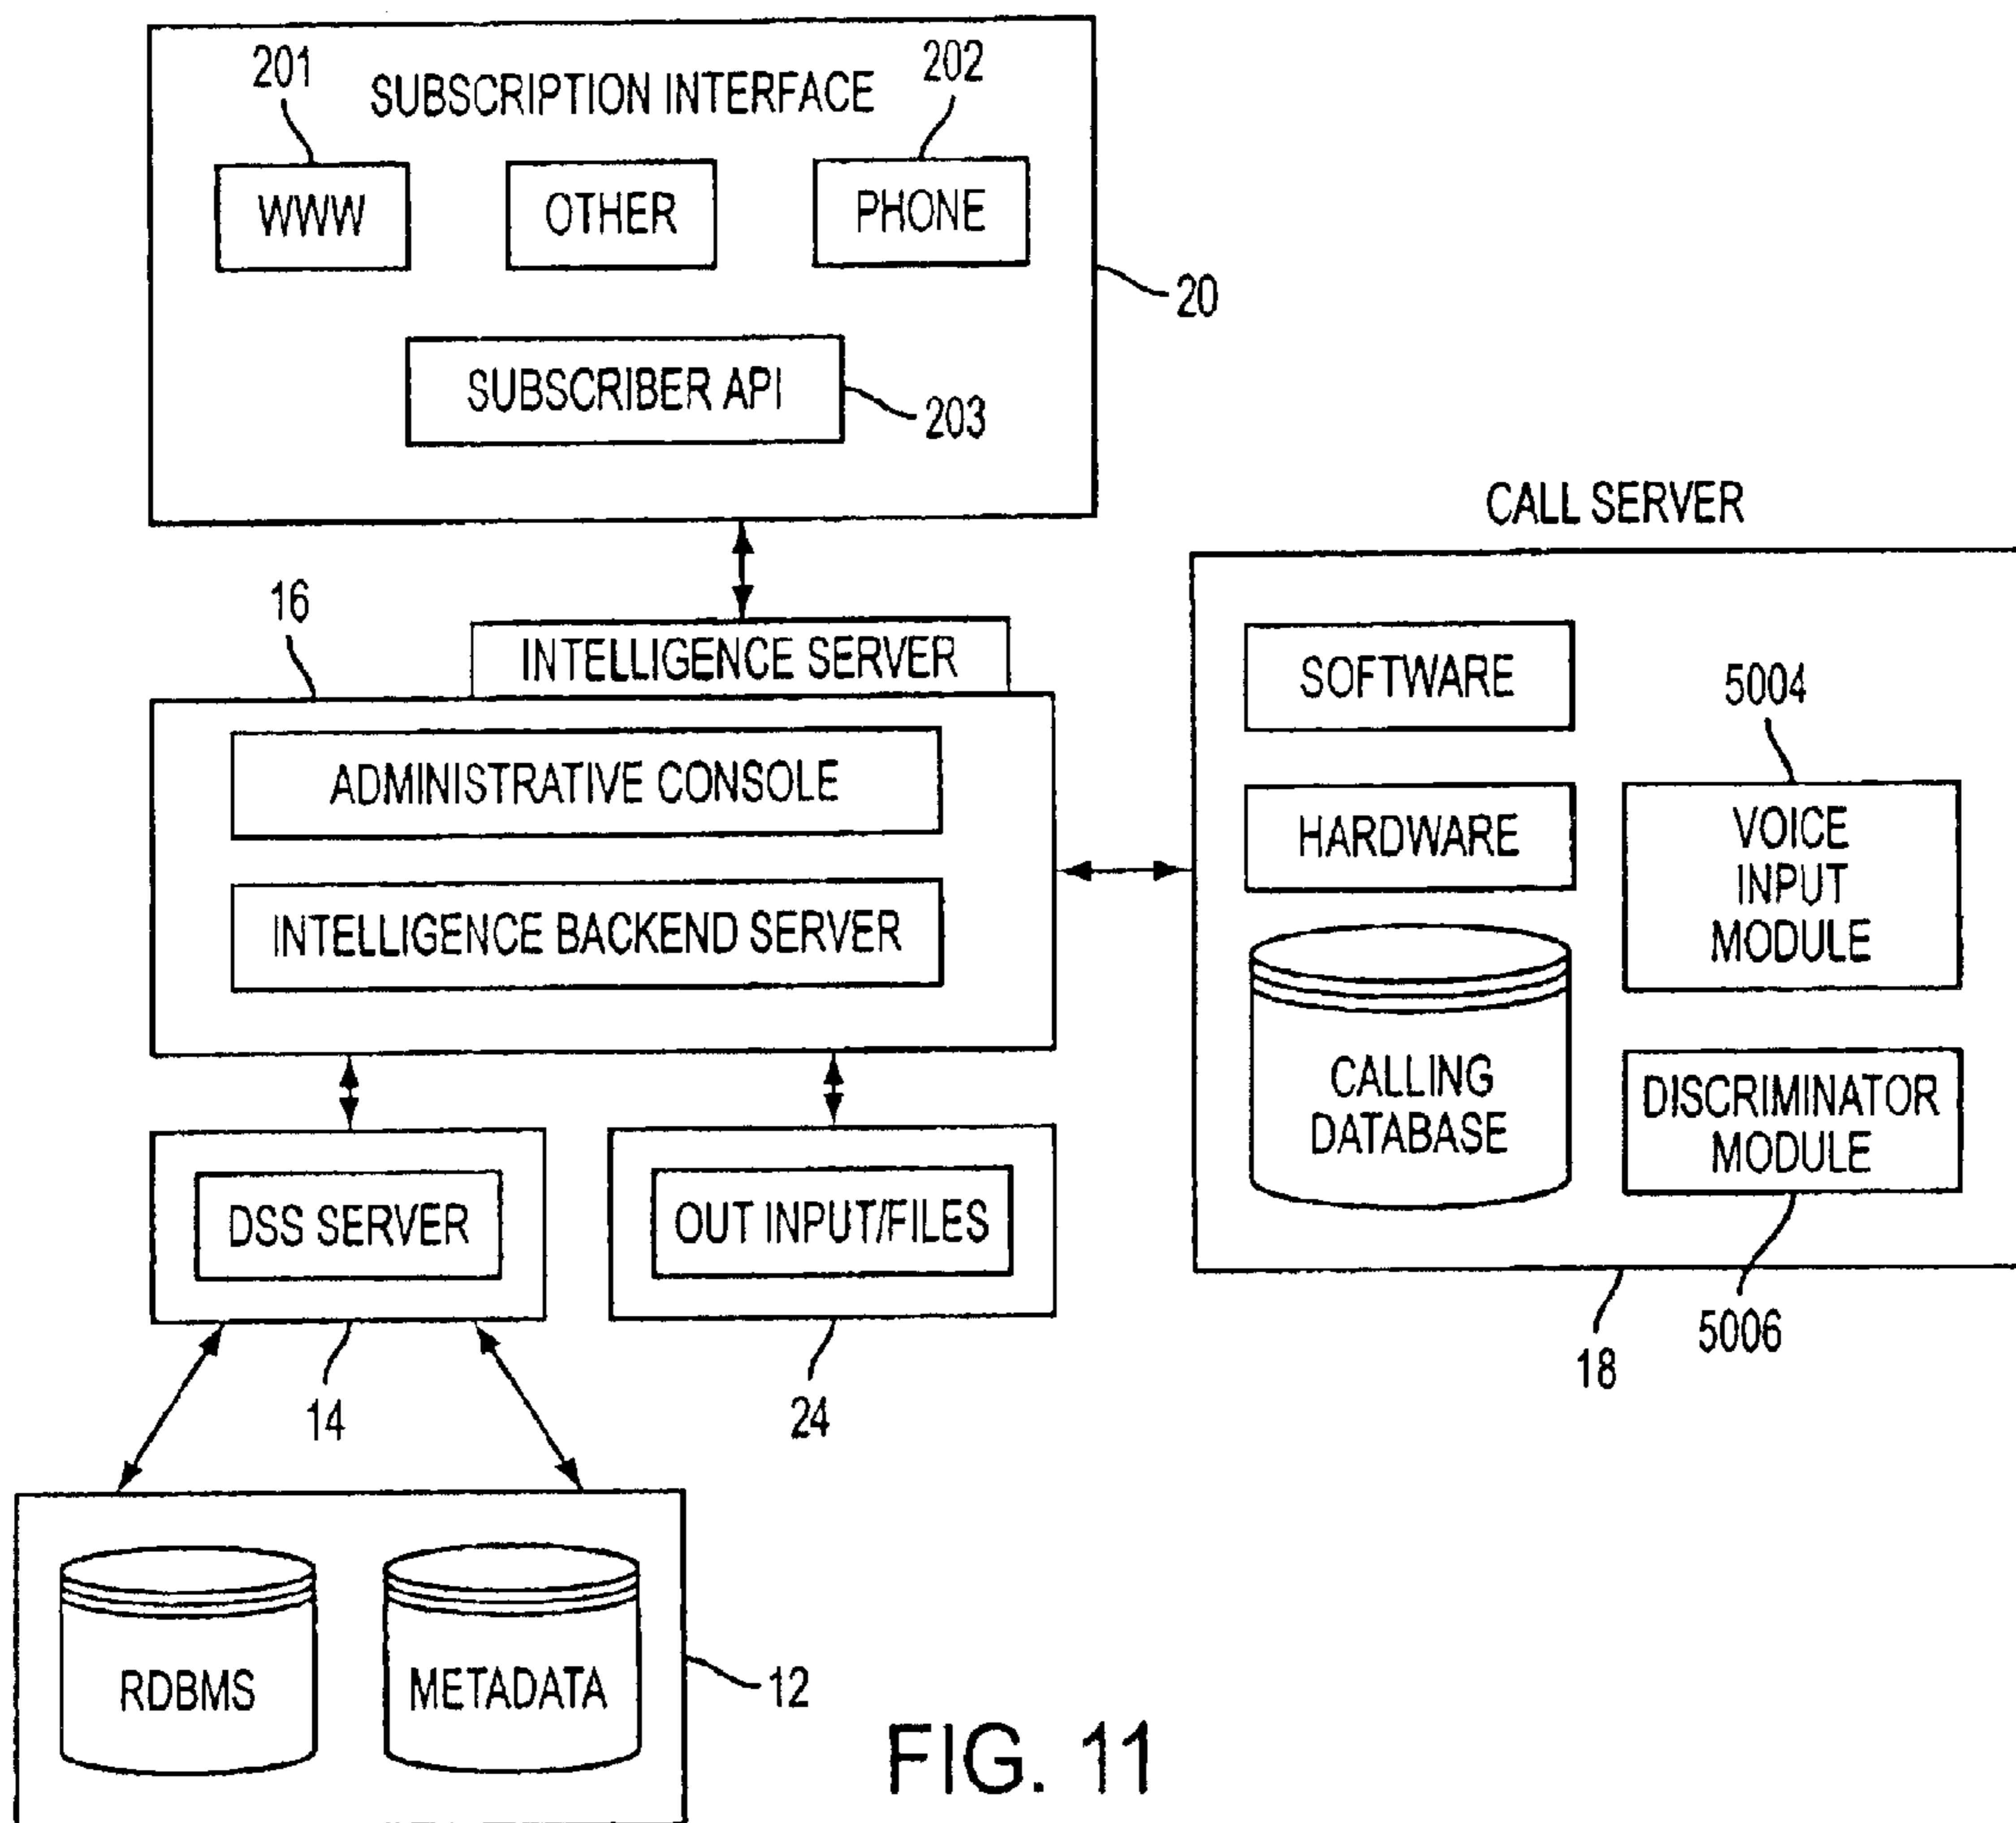 201
SUBSCRIPTION INTERFACE
202
WWW
OTHER
PHONE
20
SUBSCRIBER API
203
CALL SERVER
16
INTELLIGENCE SERVER
SOFTWARE
5004
ADMINISTRATIVE CONSOLE
HARDWARE
VOICE
INPUT
MODULE
INTELLIGENCE BACKEND SERVER
CALLING
DATABASE
DISCRIMINATOR
MODULE
DSS SERVER
OUT INPUT/FILES
5006
18
14
24
RDBMS
METADATA
12
FIG. 11